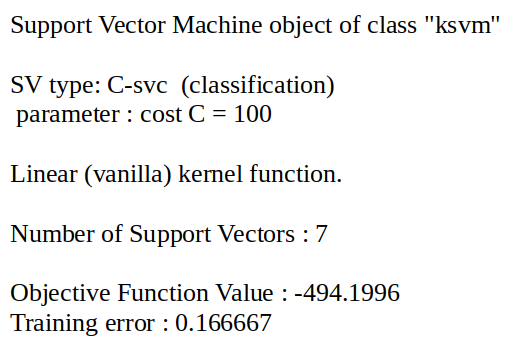 Support Vector Machine object of class "ksvm"
SV type: C-svc  (classification)
 parameter : cost C = 100
Linear (vanilla) kernel function.
Number of Support Vectors : 7
Objective Function Value : -494.1996
Training error : 0.166667